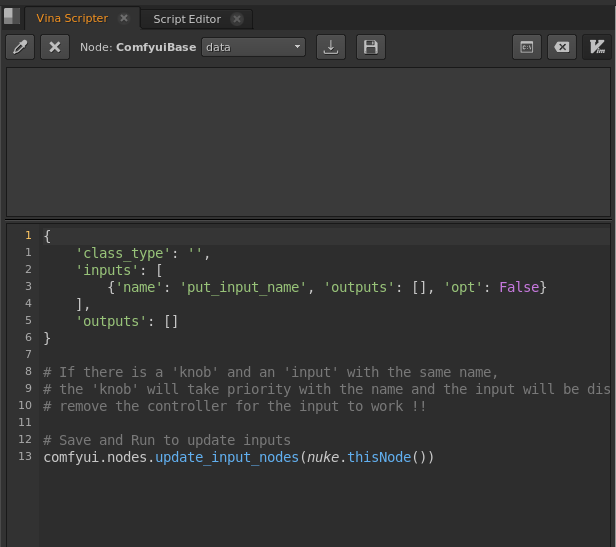 Vina Scripter
Script Editor
Node: ComfyuiBase data
C:\
Vim
1 {
1     'class_type': '',
2     'inputs': [
3         {'name': 'put_input_name', 'outputs': [], 'opt': False}
4     ],
5     'outputs': []
6 }
7
8 # If there is a 'knob' and an 'input' with the same name,
9 # the 'knob' will take priority with the name and the input will be dis
10 # remove the controller for the input to work !!
11
12 # Save and Run to update inputs
13 comfyui.nodes.update_input_nodes(nuke.thisNode())